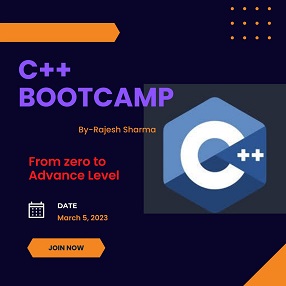 C++
BOOTCAMP
By-Rajesh Sharma
C++
From zero to
Advance Level
DATE
March 5, 2023
JOIN NOW